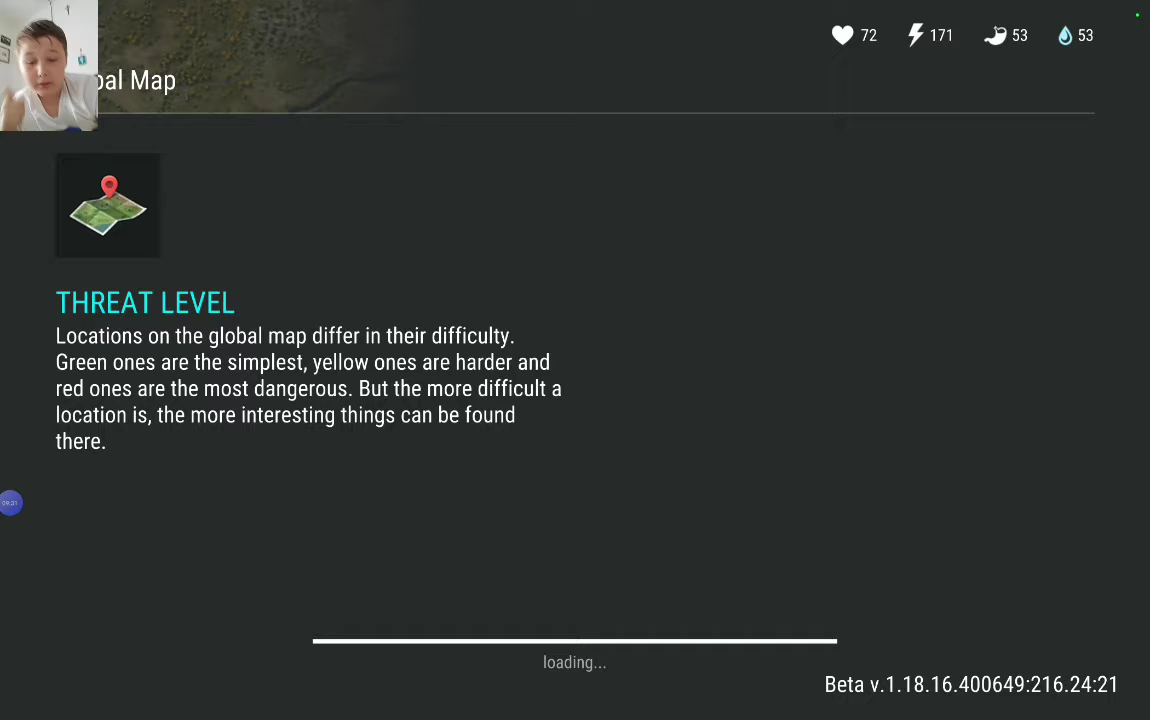 72 171 53 53
bal Map
THREAT LEVEL
Locations on the global map differ in their difficulty.
Green ones are the simplest, yellow ones are harder and
red ones are the most dangerous. But the more difficult a
location is, the more interesting things can be found
there.
09:31
loading...
Beta v.1.18.16.400649:216.24:21